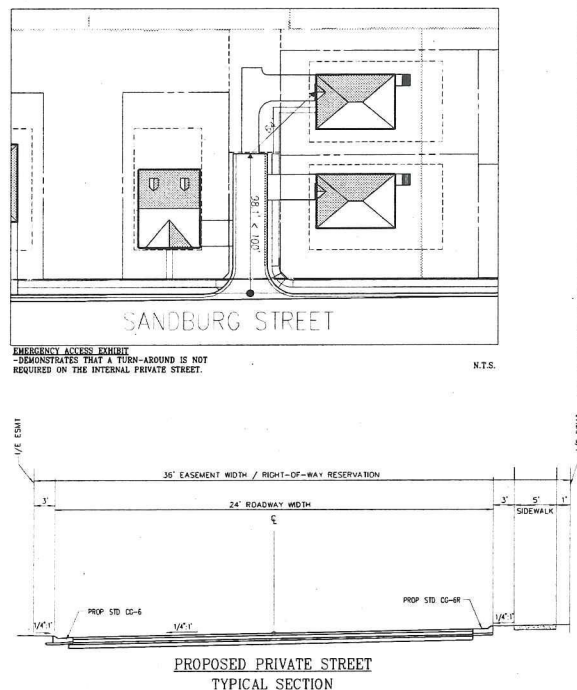 64'
98.1' < 100'
SANDBURG STREET
EMERGENCY ACCESS EXHIBIT
-DEMONSTRATES THAT A TURN-AROUND IS NOT
REQUIRED ON THE INTERNAL PRIVATE STREET.
N.T.S.
I/E ESMT
36' EASEMENT WIDTH / RIGHT-OF-WAY RESERVATION
3'
24' ROADWAY WIDTH
3'
5'
1'
SIDEWALK
PROP STD CG-6
PROP STD CG-6R
1/4":1'
1/4":1'
1/4":1'
PROPOSED PRIVATE STREET
TYPICAL SECTION